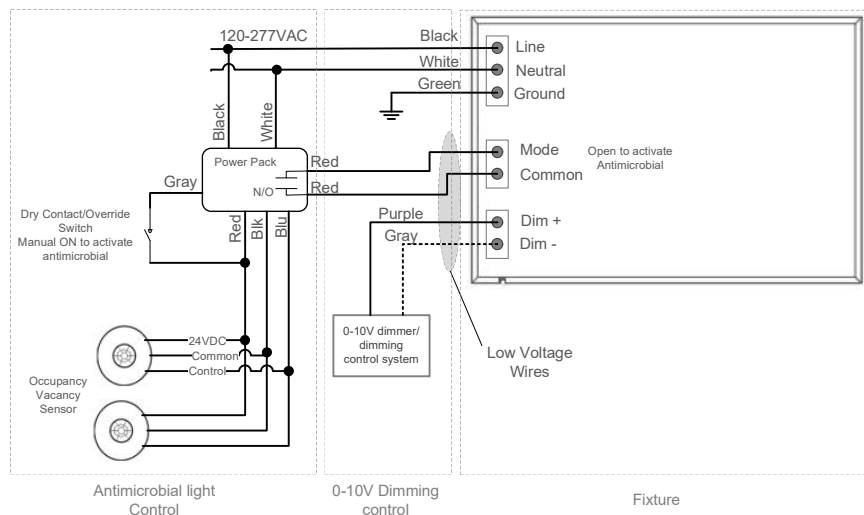 120-277VAC
Black
Line
White
Neutral
Green
Ground
Black
White
Power Pack
Red
Mode
Open to activate
Antimicrobial
N/O
Red
Common
Gray
Dry Contact/Override
Switch
Manual ON to activate
antimicrobial
Red
Blk
Blu
Purple
Dim +
Gray
Dim -
0-10V dimmer/
dimming
control system
Low Voltage
Wires
24VDC
Common
Control
Occupancy
Vacancy
Sensor
Antimicrobial light
Control
0-10V Dimming
control
Fixture